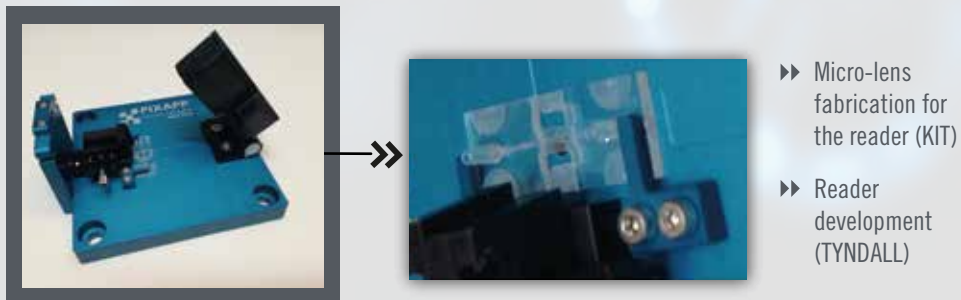 PIXAPP
Micro-lens
fabrication for
the reader (KIT)
Reader
development
(TYNDALL)